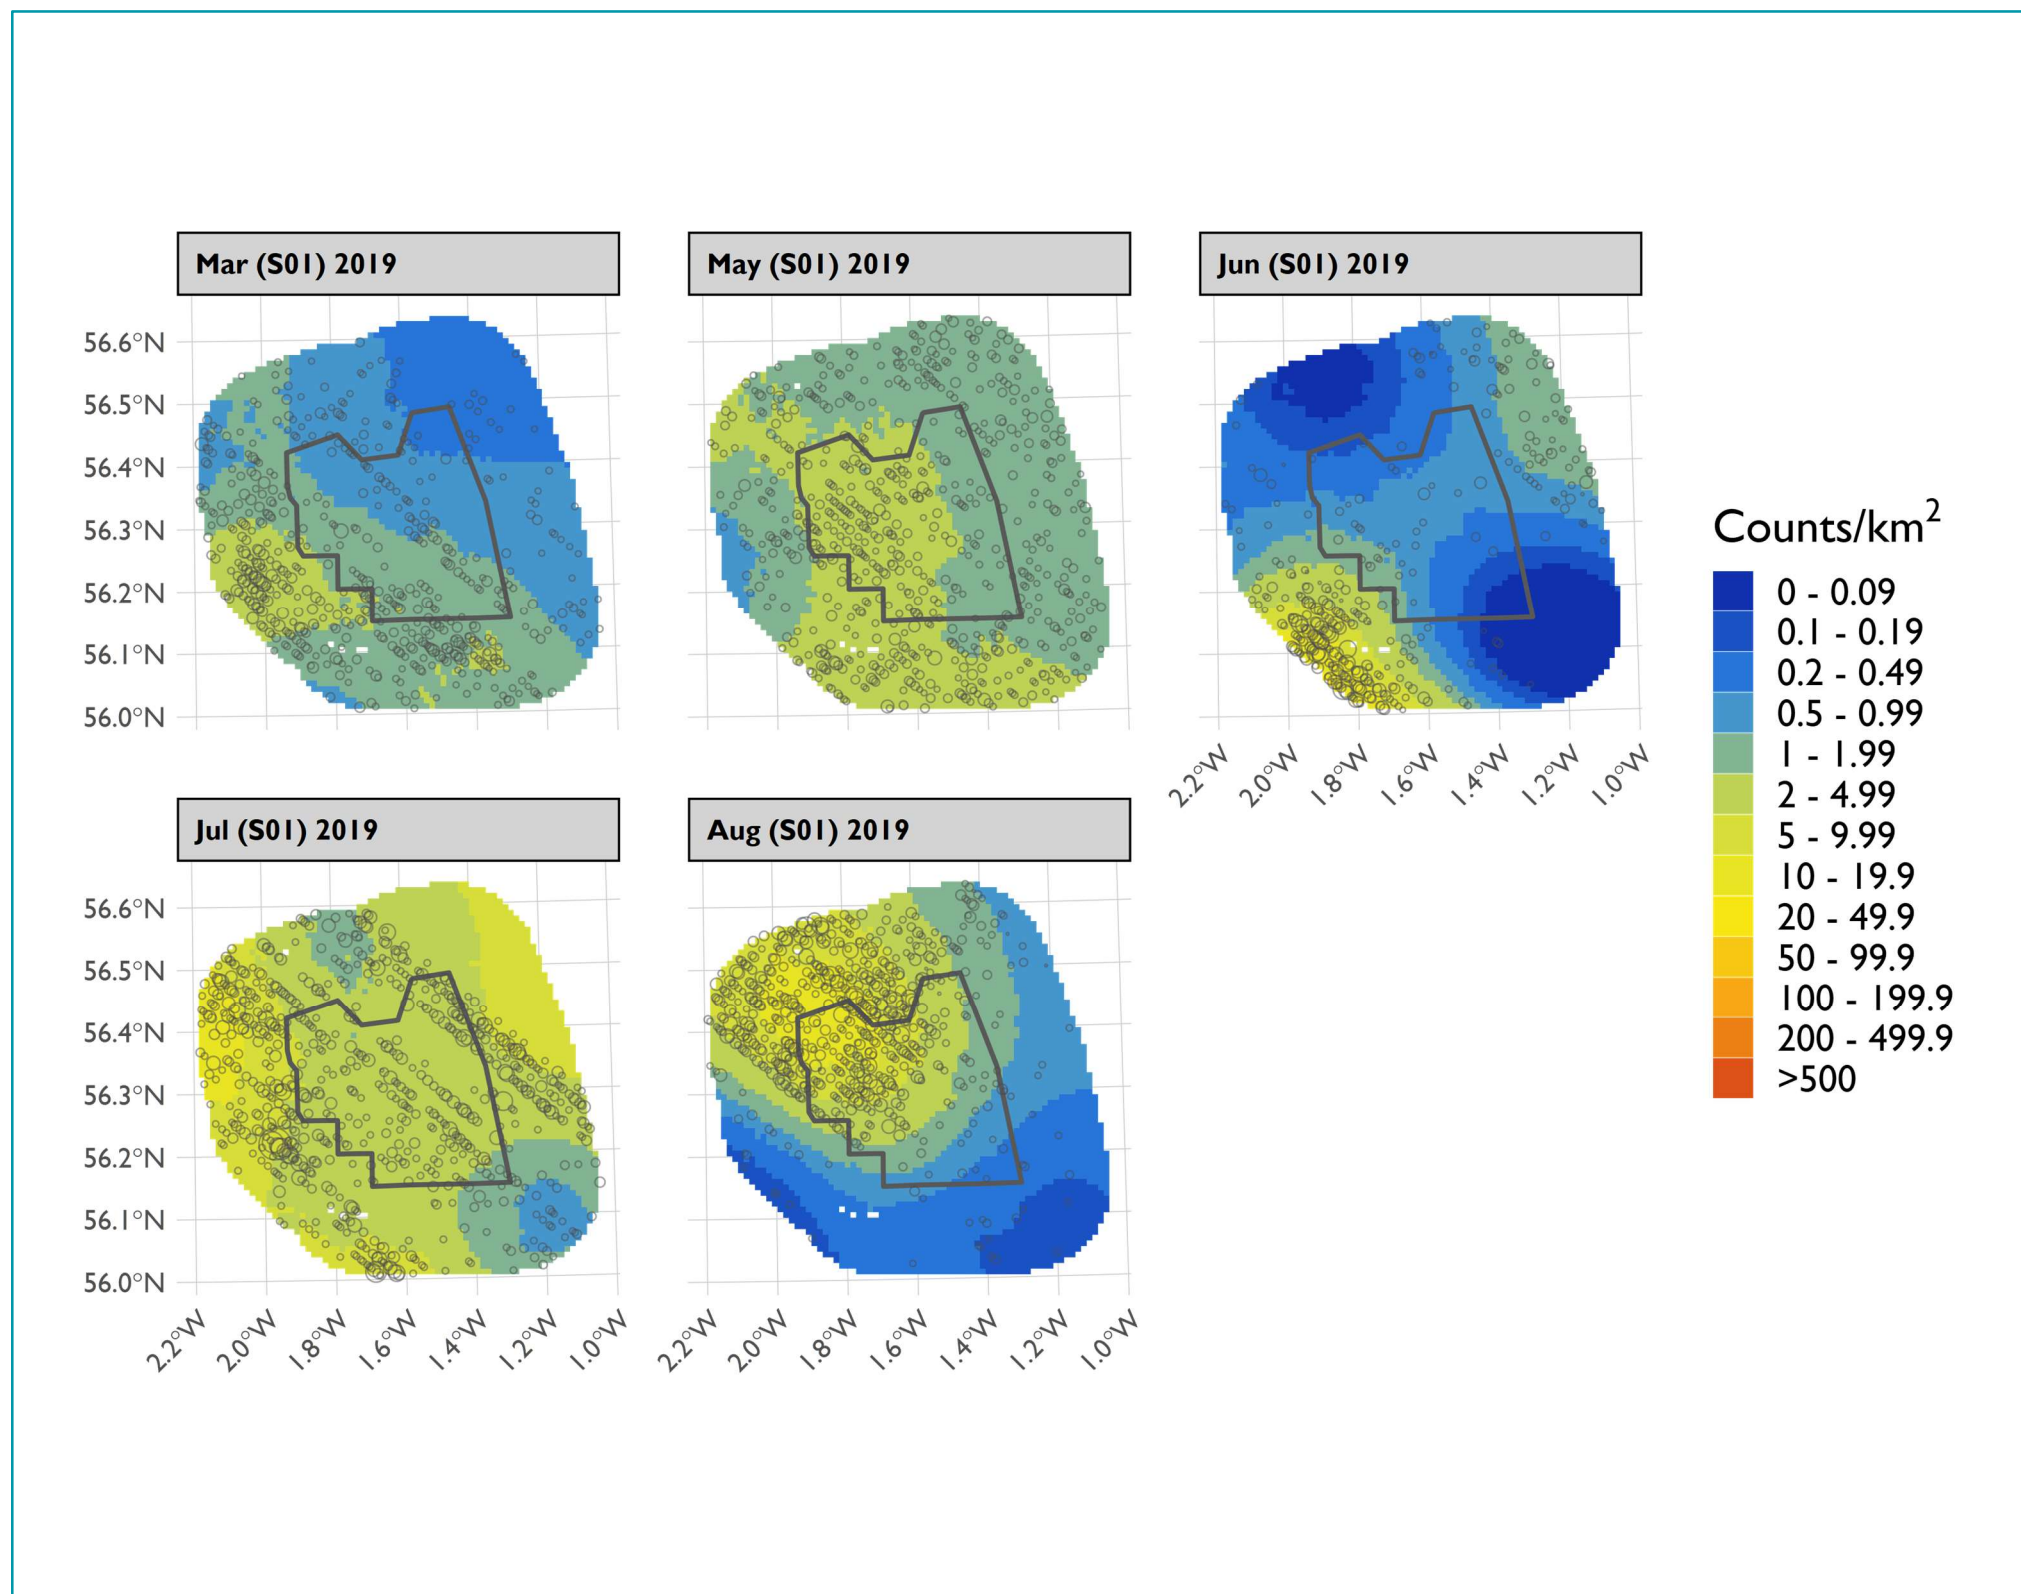 Mar (S01) 2019
May (S01) 2019
Jun (S01) 2019
56.6°N
56.5°N
56.4°N
56.3°N
56.2°N
56.1°N
56.0°N
2.2°W
2.0°W
1.8°W
1.6°W
1.4°W
1.2°W
1.0°W
Jul (S01) 2019
Aug (S01) 2019
56.6°N
56.5°N
56.4°N
56.3°N
56.2°N
56.1°N
56.0°N
2.2°W
2.0°W
1.8°W
1.6°W
1.4°W
1.2°W
1.0°W
2.2°W
2.0°W
1.8°W
1.6°W
1.4°W
1.2°W
1.0°W
Counts/km²
0 - 0.09
0.1 - 0.19
0.2 - 0.49
0.5 - 0.99
1 - 1.99
2 - 4.99
5 - 9.99
10 - 19.9
20 - 49.9
50 - 99.9
100 - 199.9
200 - 499.9
>500